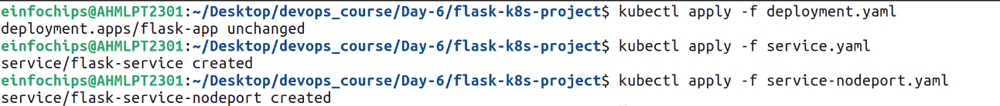 einfochips@AHMLPT2301:~/Desktop/devops_course/Day-6/flask-k8s-project$ kubectl apply -f deployment.yaml
deployment.apps/flask-app unchanged
einfochips@AHMLPT2301:~/Desktop/devops_course/Day-6/flask-k8s-project$ kubectl apply -f service.yaml
service/flask-service created
einfochips@AHMLPT2301:~/Desktop/devops_course/Day-6/flask-k8s-project$ kubectl apply -f service-nodeport.yaml
service/flask-service-nodeport created